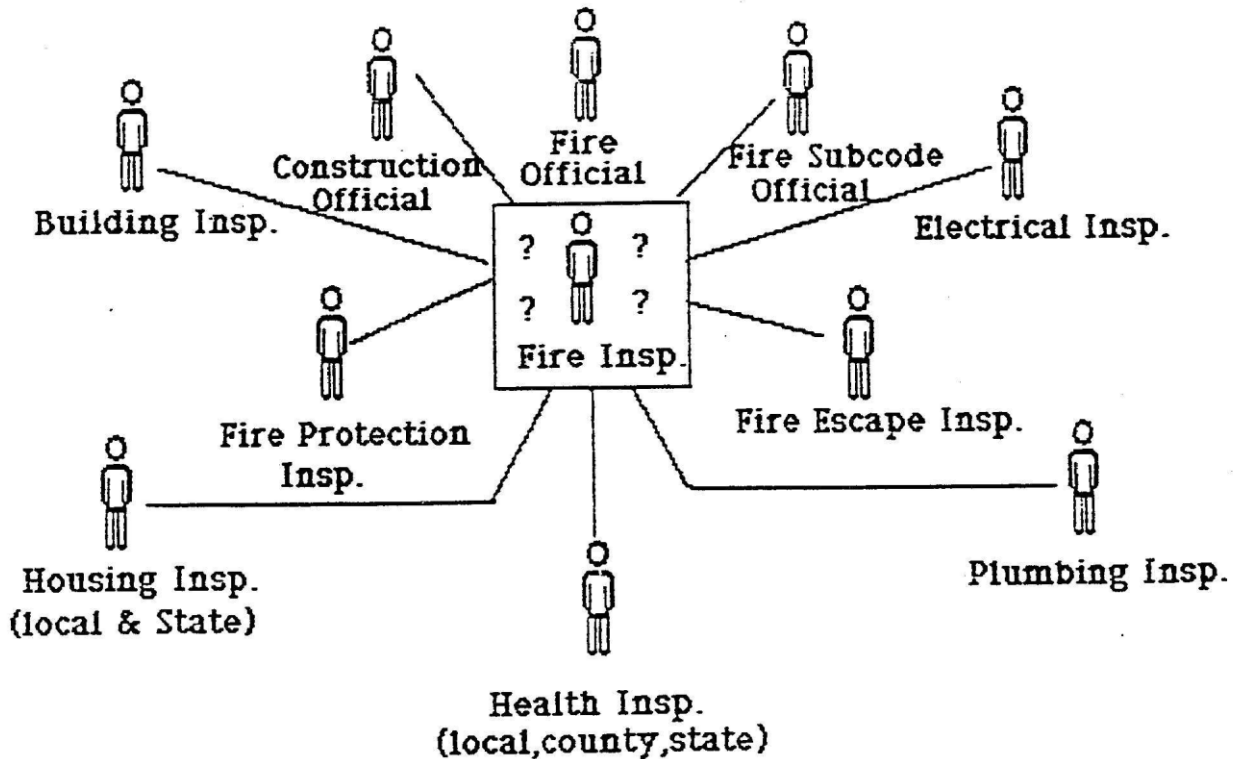 Fire
Official
Construction
Official
Fire Subcode
Official
Building Insp.
Electrical Insp.
? ?
? ?
Fire Insp.
Fire Protection
Insp.
Fire Escape Insp.
Housing Insp.
(local & State)
Plumbing Insp.
Health Insp.
(local,county,state)